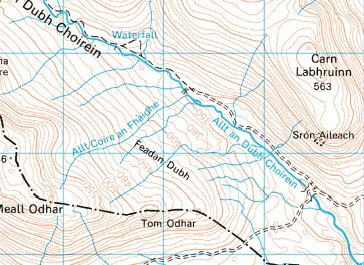 Dubh Choirein
Waterfall
Carn
Labhruinn
563
Allt Coire an Fhaidhe
Allt an Dubh Choirein
Sròn Aileach
Feadan Dubh
Meall Odhar
Tom Odhar